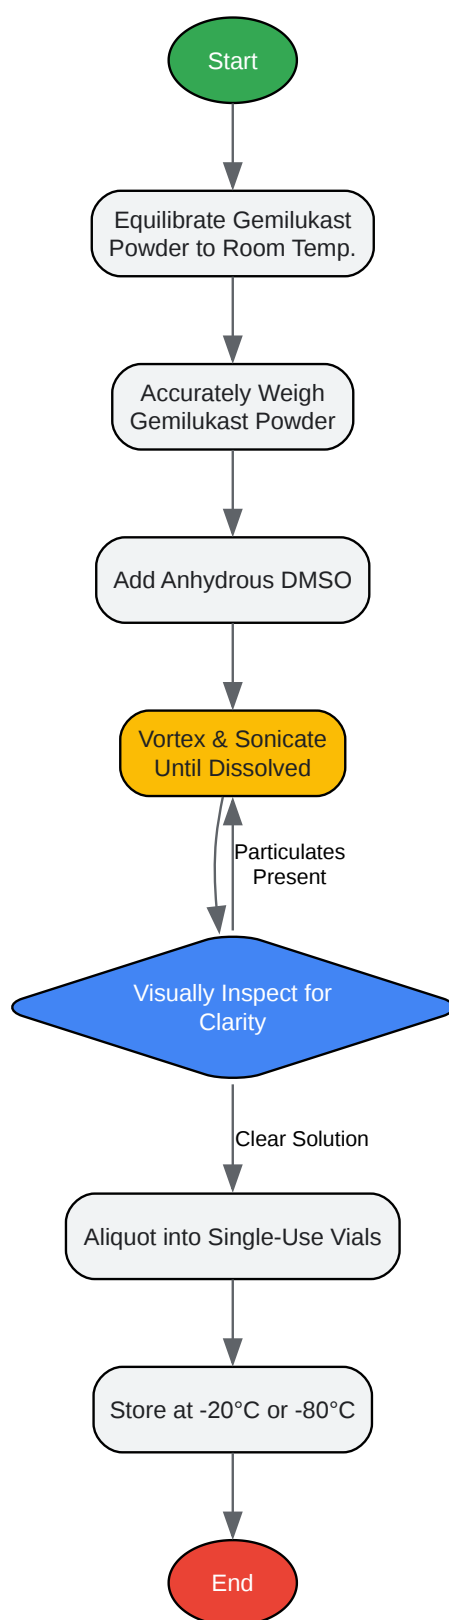 Start
Equilibrate Gemilukast
Powder to Room Temp.
Accurately Weigh
Gemilukast Powder
Add Anhydrous DMSO
Vortex & Sonicate
Until Dissolved
Particulates
Present
Visually Inspect for
Clarity
Clear Solution
Aliquot into Single-Use Vials
Store at -20°C or -80°C
End